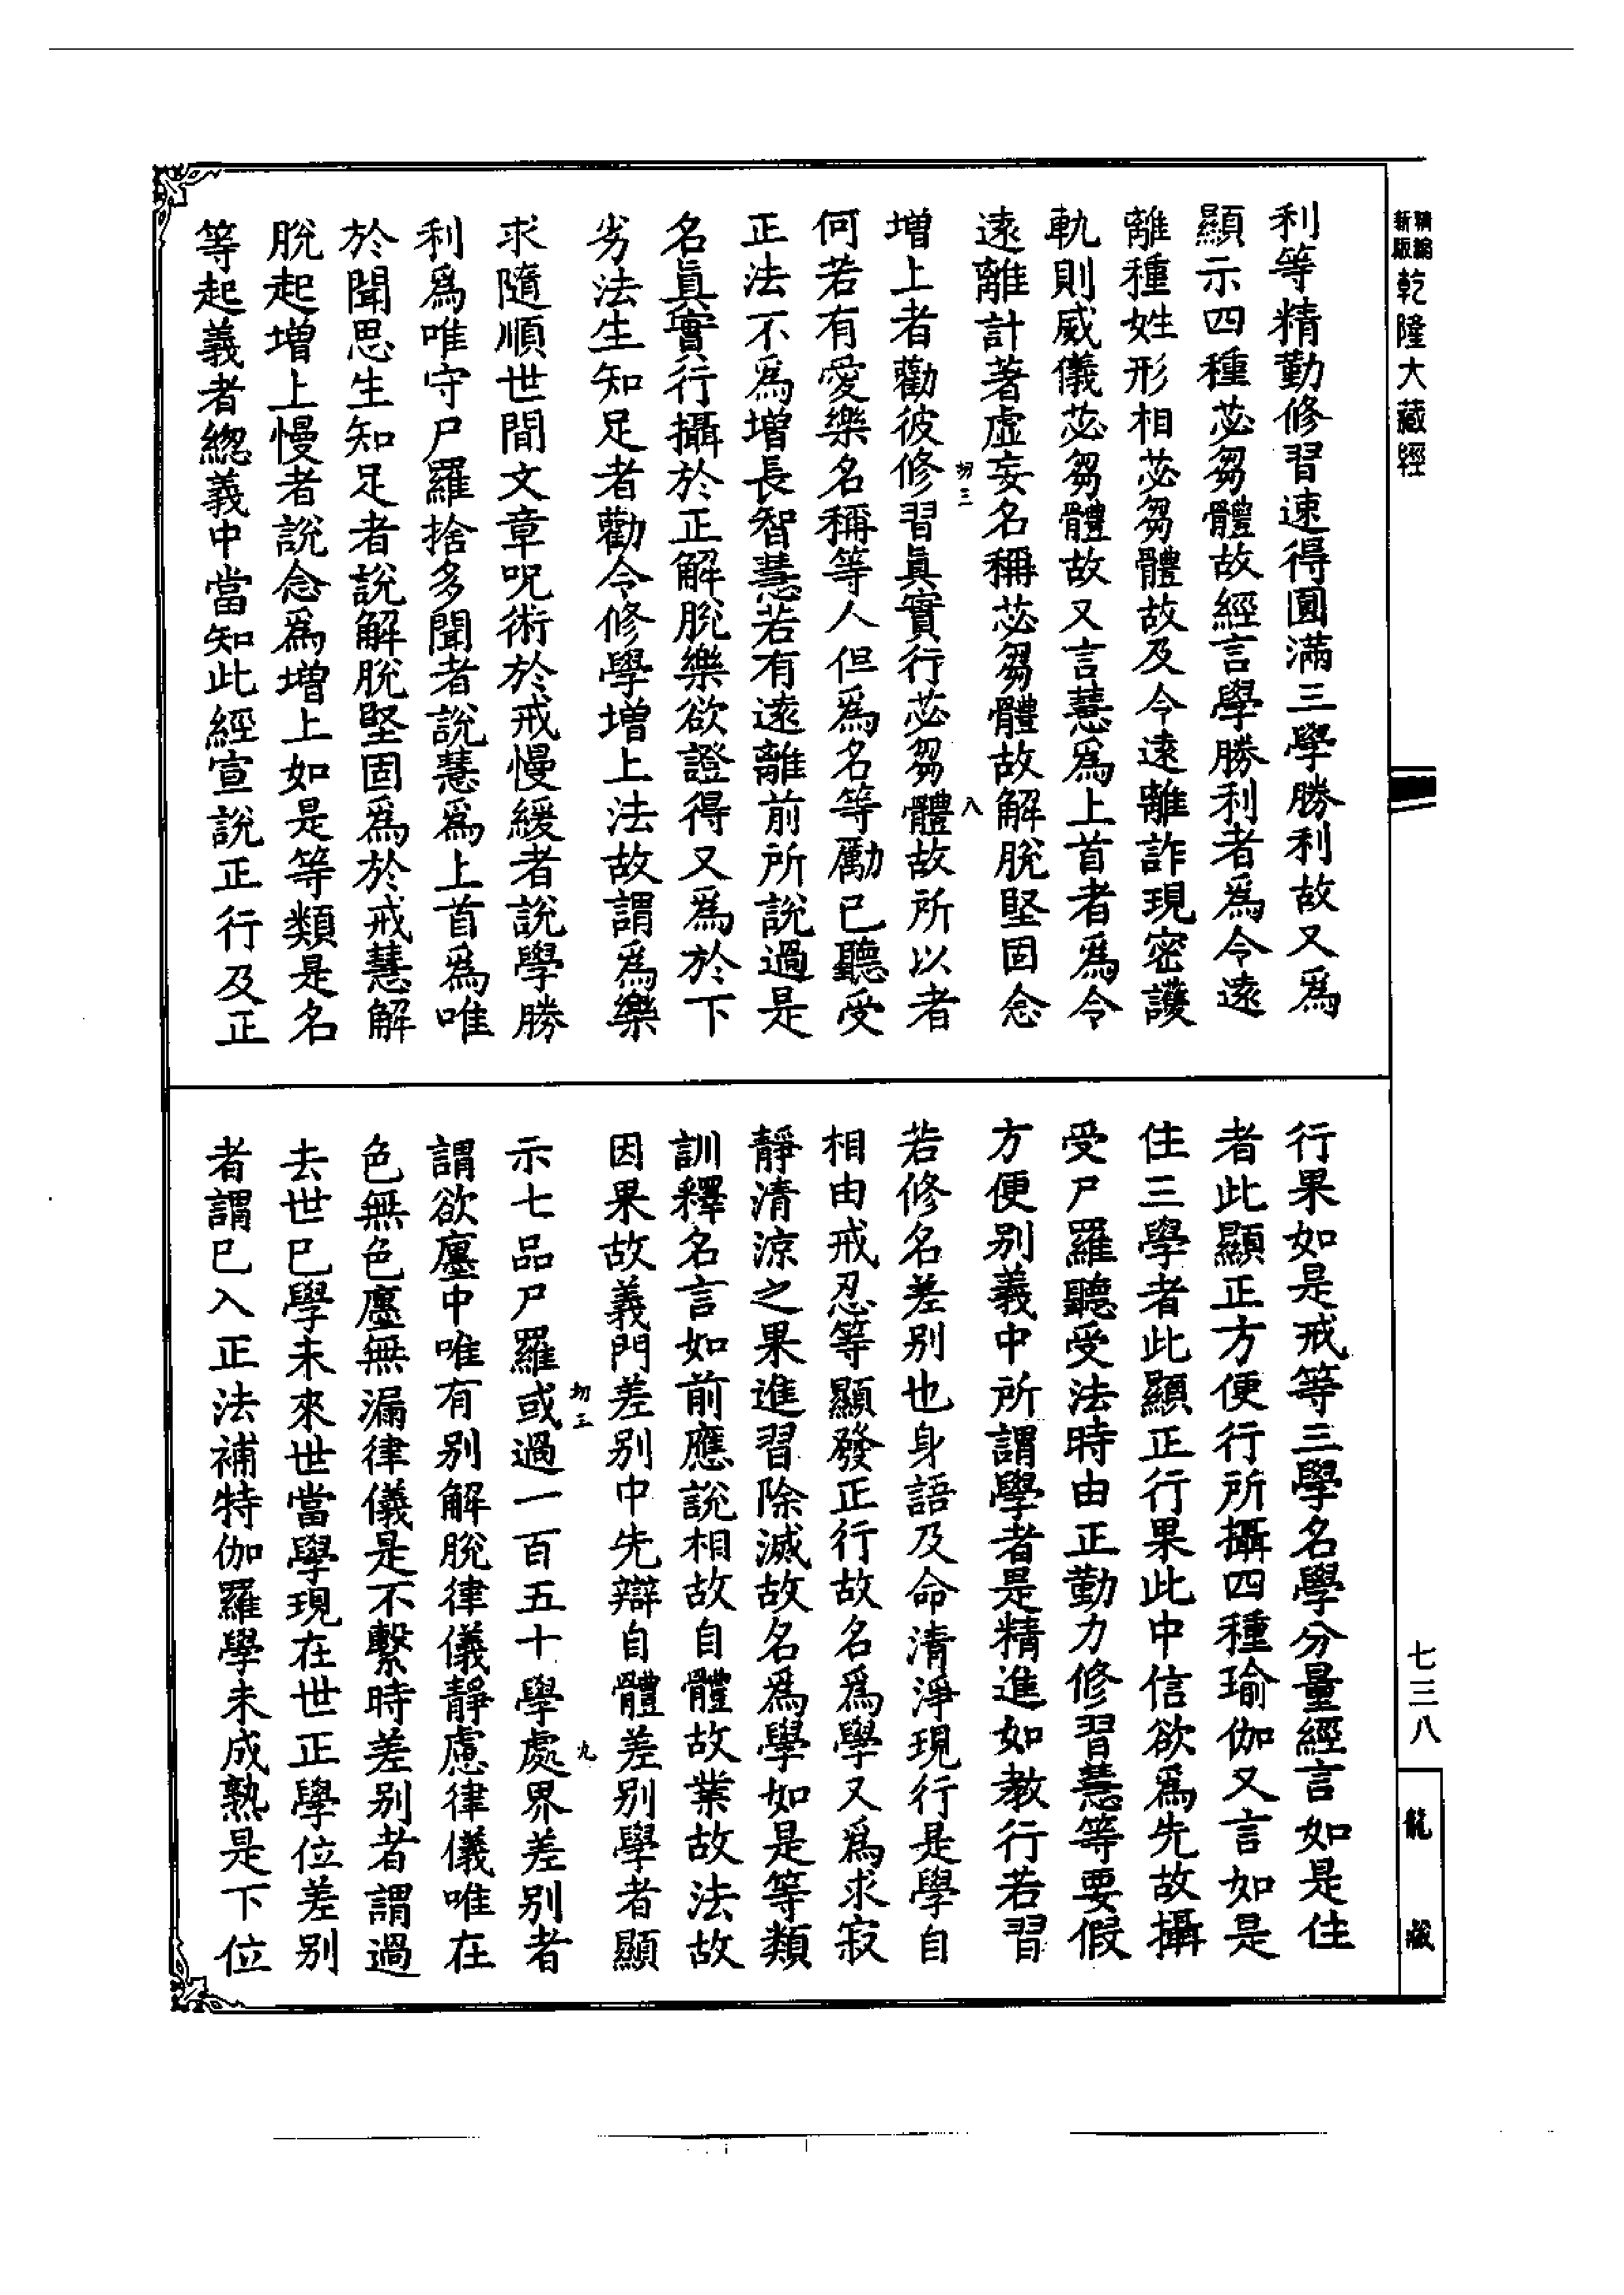 新版精縮乾隆大藏經
利等精勤修習速得圓滿三學勝利故又爲
顯示四種苾芻體故經言學勝利者爲令遠
離種姓形相苾芻體故及令遠離詐現密護
軌則威儀苾芻體故又言慧爲上首者爲令
遠離計著虛妄名稱苾芻體故解脫堅固念
切三 八
增上者勸彼修習眞實行苾芻體故所以者
何若有愛樂名稱等人但爲名等勵已聽受
正法不爲增長智慧若有遠離前所說過是
名眞實行攝於正解脫樂欲證得又爲於下
劣法生知足者勸令修學增上法故謂爲樂
求隨順世間文章呪術於戒慢緩者說學勝
利爲唯守尸羅捨多聞者說慧爲上首爲唯
於聞思生知足者說解脫堅固爲於戒慧解
脫起增上慢者說念爲增上如是等類是名
等起義者緫義中當知此經宣說正行及正
行果如是戒等三學名學分量經言如是住
者此顯正方便行所攝四種瑜伽又言如是
住三學者此顯正行果此中信欲爲先故攝
受尸羅聽受法時由正勤力修習慧等要假
方便別義中所謂學者是精進如教行若習
若修名差別也身語及命清淨現行是學自
相由戒忍等顯發正行故名爲學又爲求寂
靜清涼之果進習除滅故名爲學如是等類
訓釋名言如前應說相故自體故業故法故
因果故義門差別中先辯自體差別學者顯
切三 九
示七品尸羅或過一百五十學處界差別者
謂欲廛中唯有別解脫律儀靜慮律儀唯在
色無色廛無漏律儀是不繫時差別者謂過
去世已學未來世當學現在世正學位差別
者謂已入正法補特伽羅學未成熟是下位
七三八
龍藏